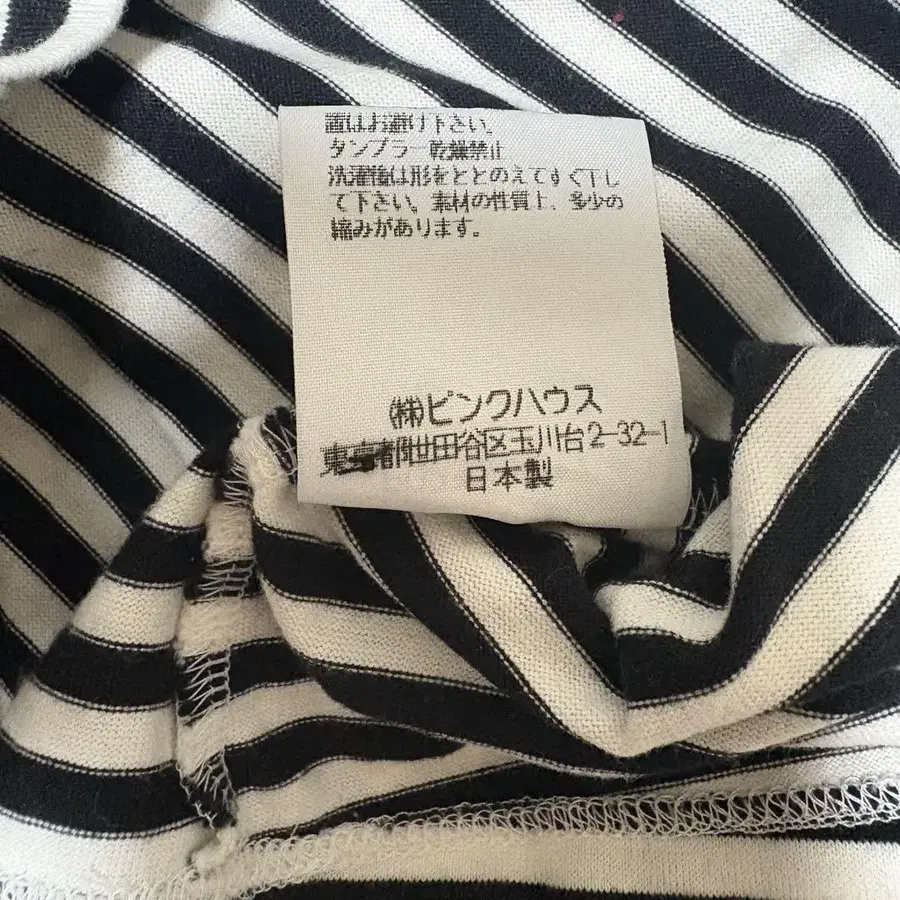 置はお避け下さい。
タンブラー乾燥禁止
洗濯後は形をととのえてすぐ干し
て下さい。素材の性質上、多少の
縮みがあります。
(株)ピンクハウス
東京都世田谷区玉川台2-32-1
日本製